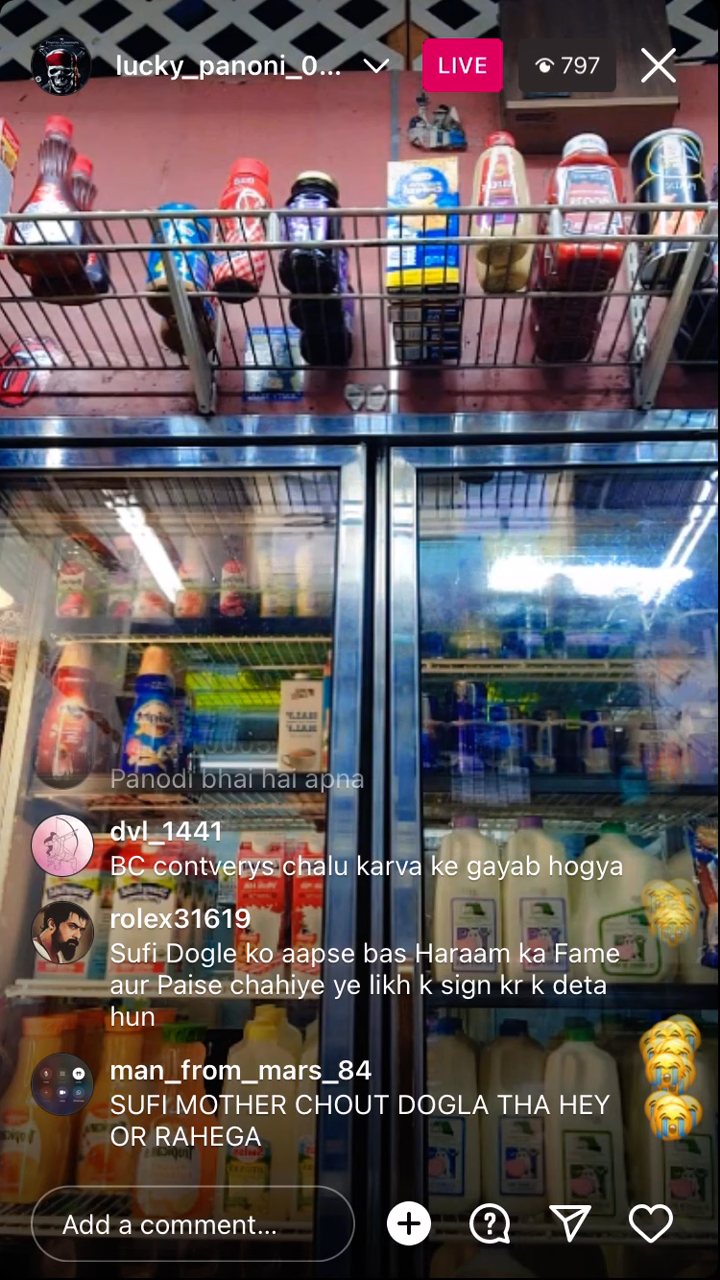 lucky_panoni_0...
LIVE
797
Panodi bhai hai apna
dvl_1441
BC contverys chalu karva ke gayab hogya
rolex31619
Sufi Dogle ko aapse bas Haraam ka Fame
aur Paise chahiye ye likh k sign kr k deta
hun
man_from_mars_84
SUFI MOTHER CHOUT DOGLA THA HEY
OR RAHEGA
Add a comment...